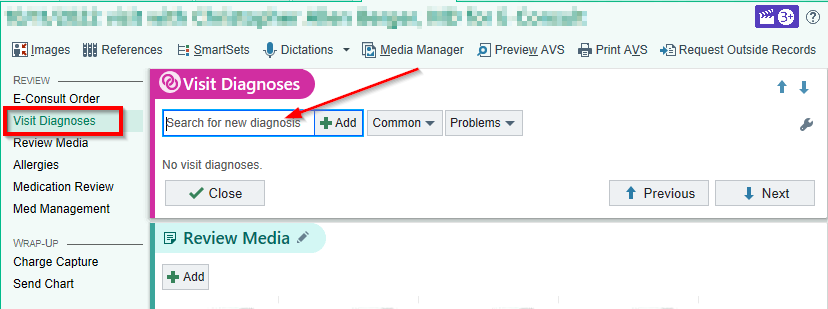 3+
Images References SmartSets Dictations Media Manager Preview AVS Print AVS Request Outside Records
REVIEW
E-Consult Order
Visit Diagnoses
Review Media
Allergies
Medication Review
Med Management
WRAP-UP
Charge Capture
Send Chart
Visit Diagnoses
Search for new diagnosis Add Common Problems
No visit diagnoses.
Close Previous Next
Review Media
Add